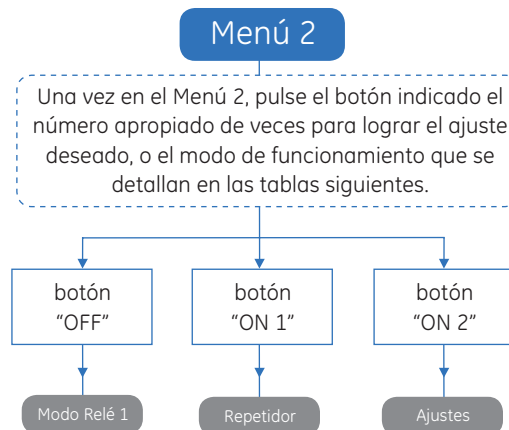 Menú 2
Una vez en el Menú 2, pulse el botón indicado el
número apropiado de veces para lograr el ajuste
deseado, o el modo de funcionamiento que se
detallan en las tablas siguientes.
botón
“OFF”
botón
“ON 1”
botón
“ON 2”
Modo Relé 1
Repetidor
Ajustes